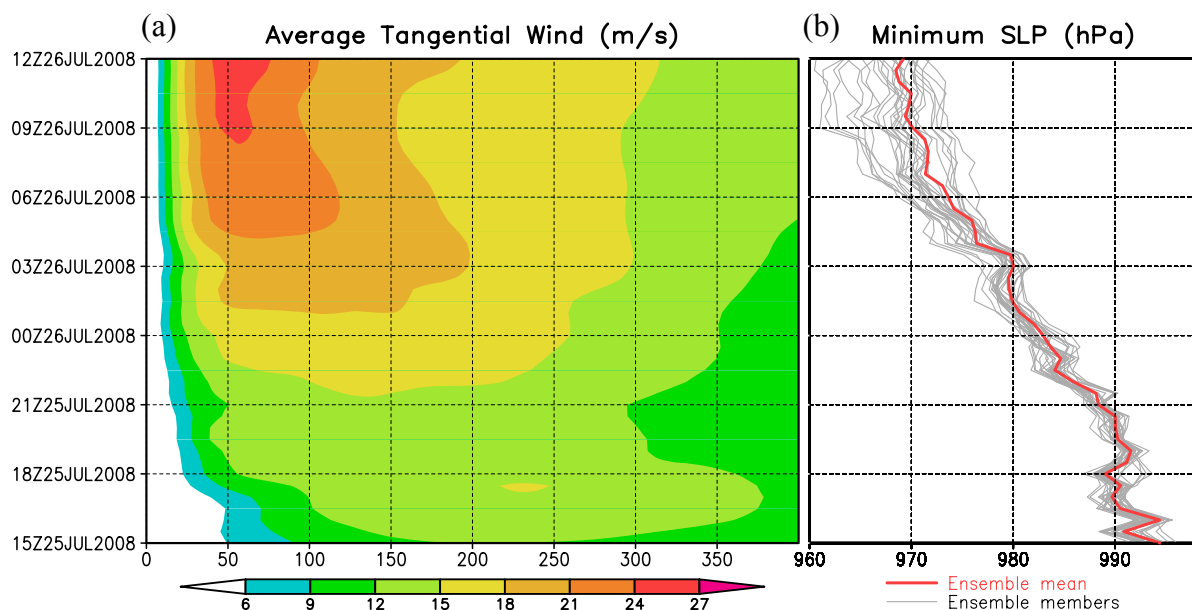 (a) Average Tangential Wind (m/s)
(b) Minimum SLP (hPa)
12Z26JUL2008
09Z26JUL2008
06Z26JUL2008
03Z26JUL2008
00Z26JUL2008
21Z25JUL2008
18Z25JUL2008
15Z25JUL2008
0 50 100 150 200 250 300 350
960 970 980 990
6 9 12 15 18 21 24 27
Ensemble mean
Ensemble members